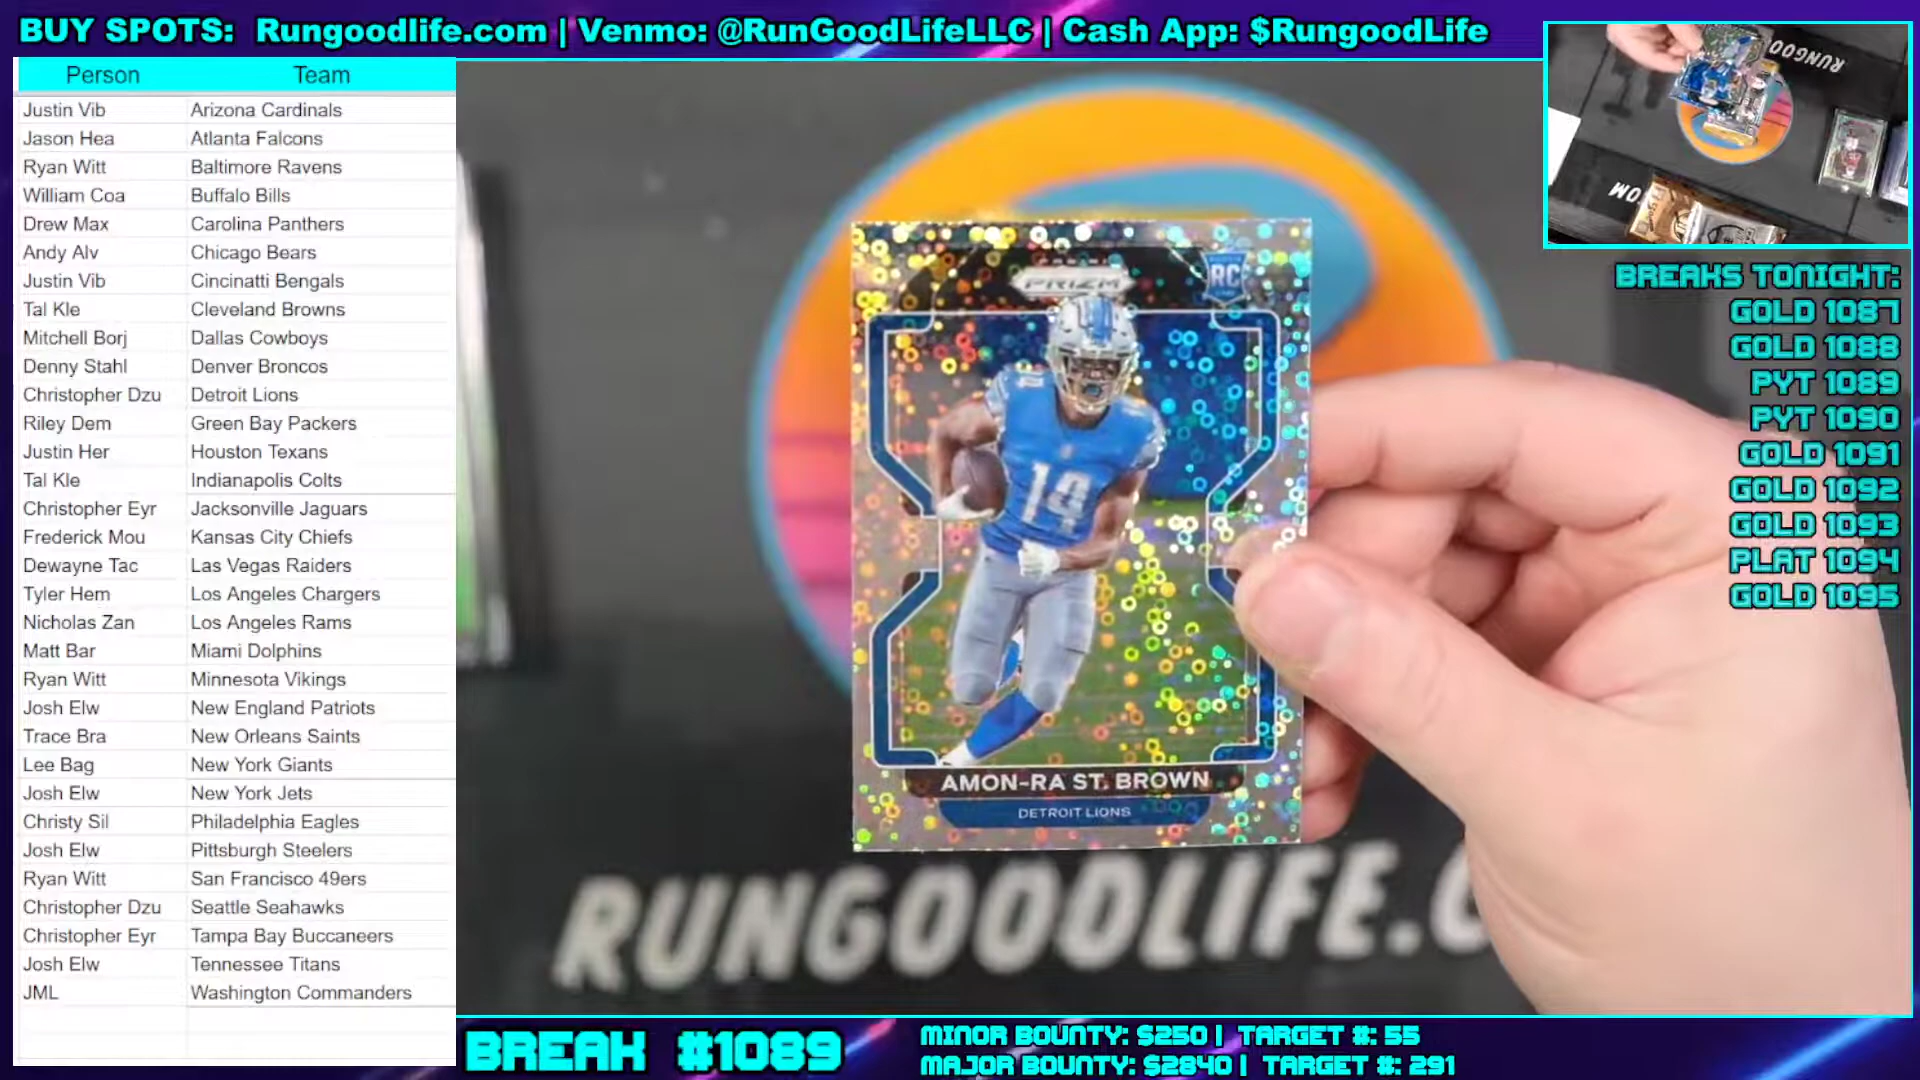 BUY SPOTS: Rungoodlife.com | Venmo: @RunGoodLifeLLC | Cash App: $RungoodLife
Person Team
Justin Vib Arizona Cardinals
Jason Hea Atlanta Falcons
Ryan Witt Baltimore Ravens
William Coa Buffalo Bills
Drew Max Carolina Panthers
Andy Alv Chicago Bears
Justin Vib Cincinatti Bengals
Tal Kle Cleveland Browns
Mitchell Borj Dallas Cowboys
Denny Stahl Denver Broncos
Christopher Dzu Detroit Lions
Riley Dem Green Bay Packers
Justin Her Houston Texans
Tal Kle Indianapolis Colts
Christopher Eyr Jacksonville Jaguars
Frederick Mou Kansas City Chiefs
Dewayne Tac Las Vegas Raiders
Tyler Hem Los Angeles Chargers
Nicholas Zan Los Angeles Rams
Matt Bar Miami Dolphins
Ryan Witt Minnesota Vikings
Josh Elw New England Patriots
Trace Bra New Orleans Saints
Lee Bag New York Giants
Josh Elw New York Jets
Christy Sil Philadelphia Eagles
Josh Elw Pittsburgh Steelers
Ryan Witt San Francisco 49ers
Christopher Dzu Seattle Seahawks
Christopher Eyr Tampa Bay Buccaneers
Josh Elw Tennessee Titans
JML Washington Commanders
PRIZM
RC
14
AMON-RA ST. BROWN
DETROIT LIONS
RUNGOODLIFE.C
RUNGOO
OM
BREAKS TONIGHT:
GOLD 1087
GOLD 1088
PYT 1089
PYT 1090
GOLD 1091
GOLD 1092
GOLD 1093
PLAT 1094
GOLD 1095
BREAK #1089
MINOR BOUNTY: $250 | TARGET #: 55
MAJOR BOUNTY: $2840 | TARGET #: 291